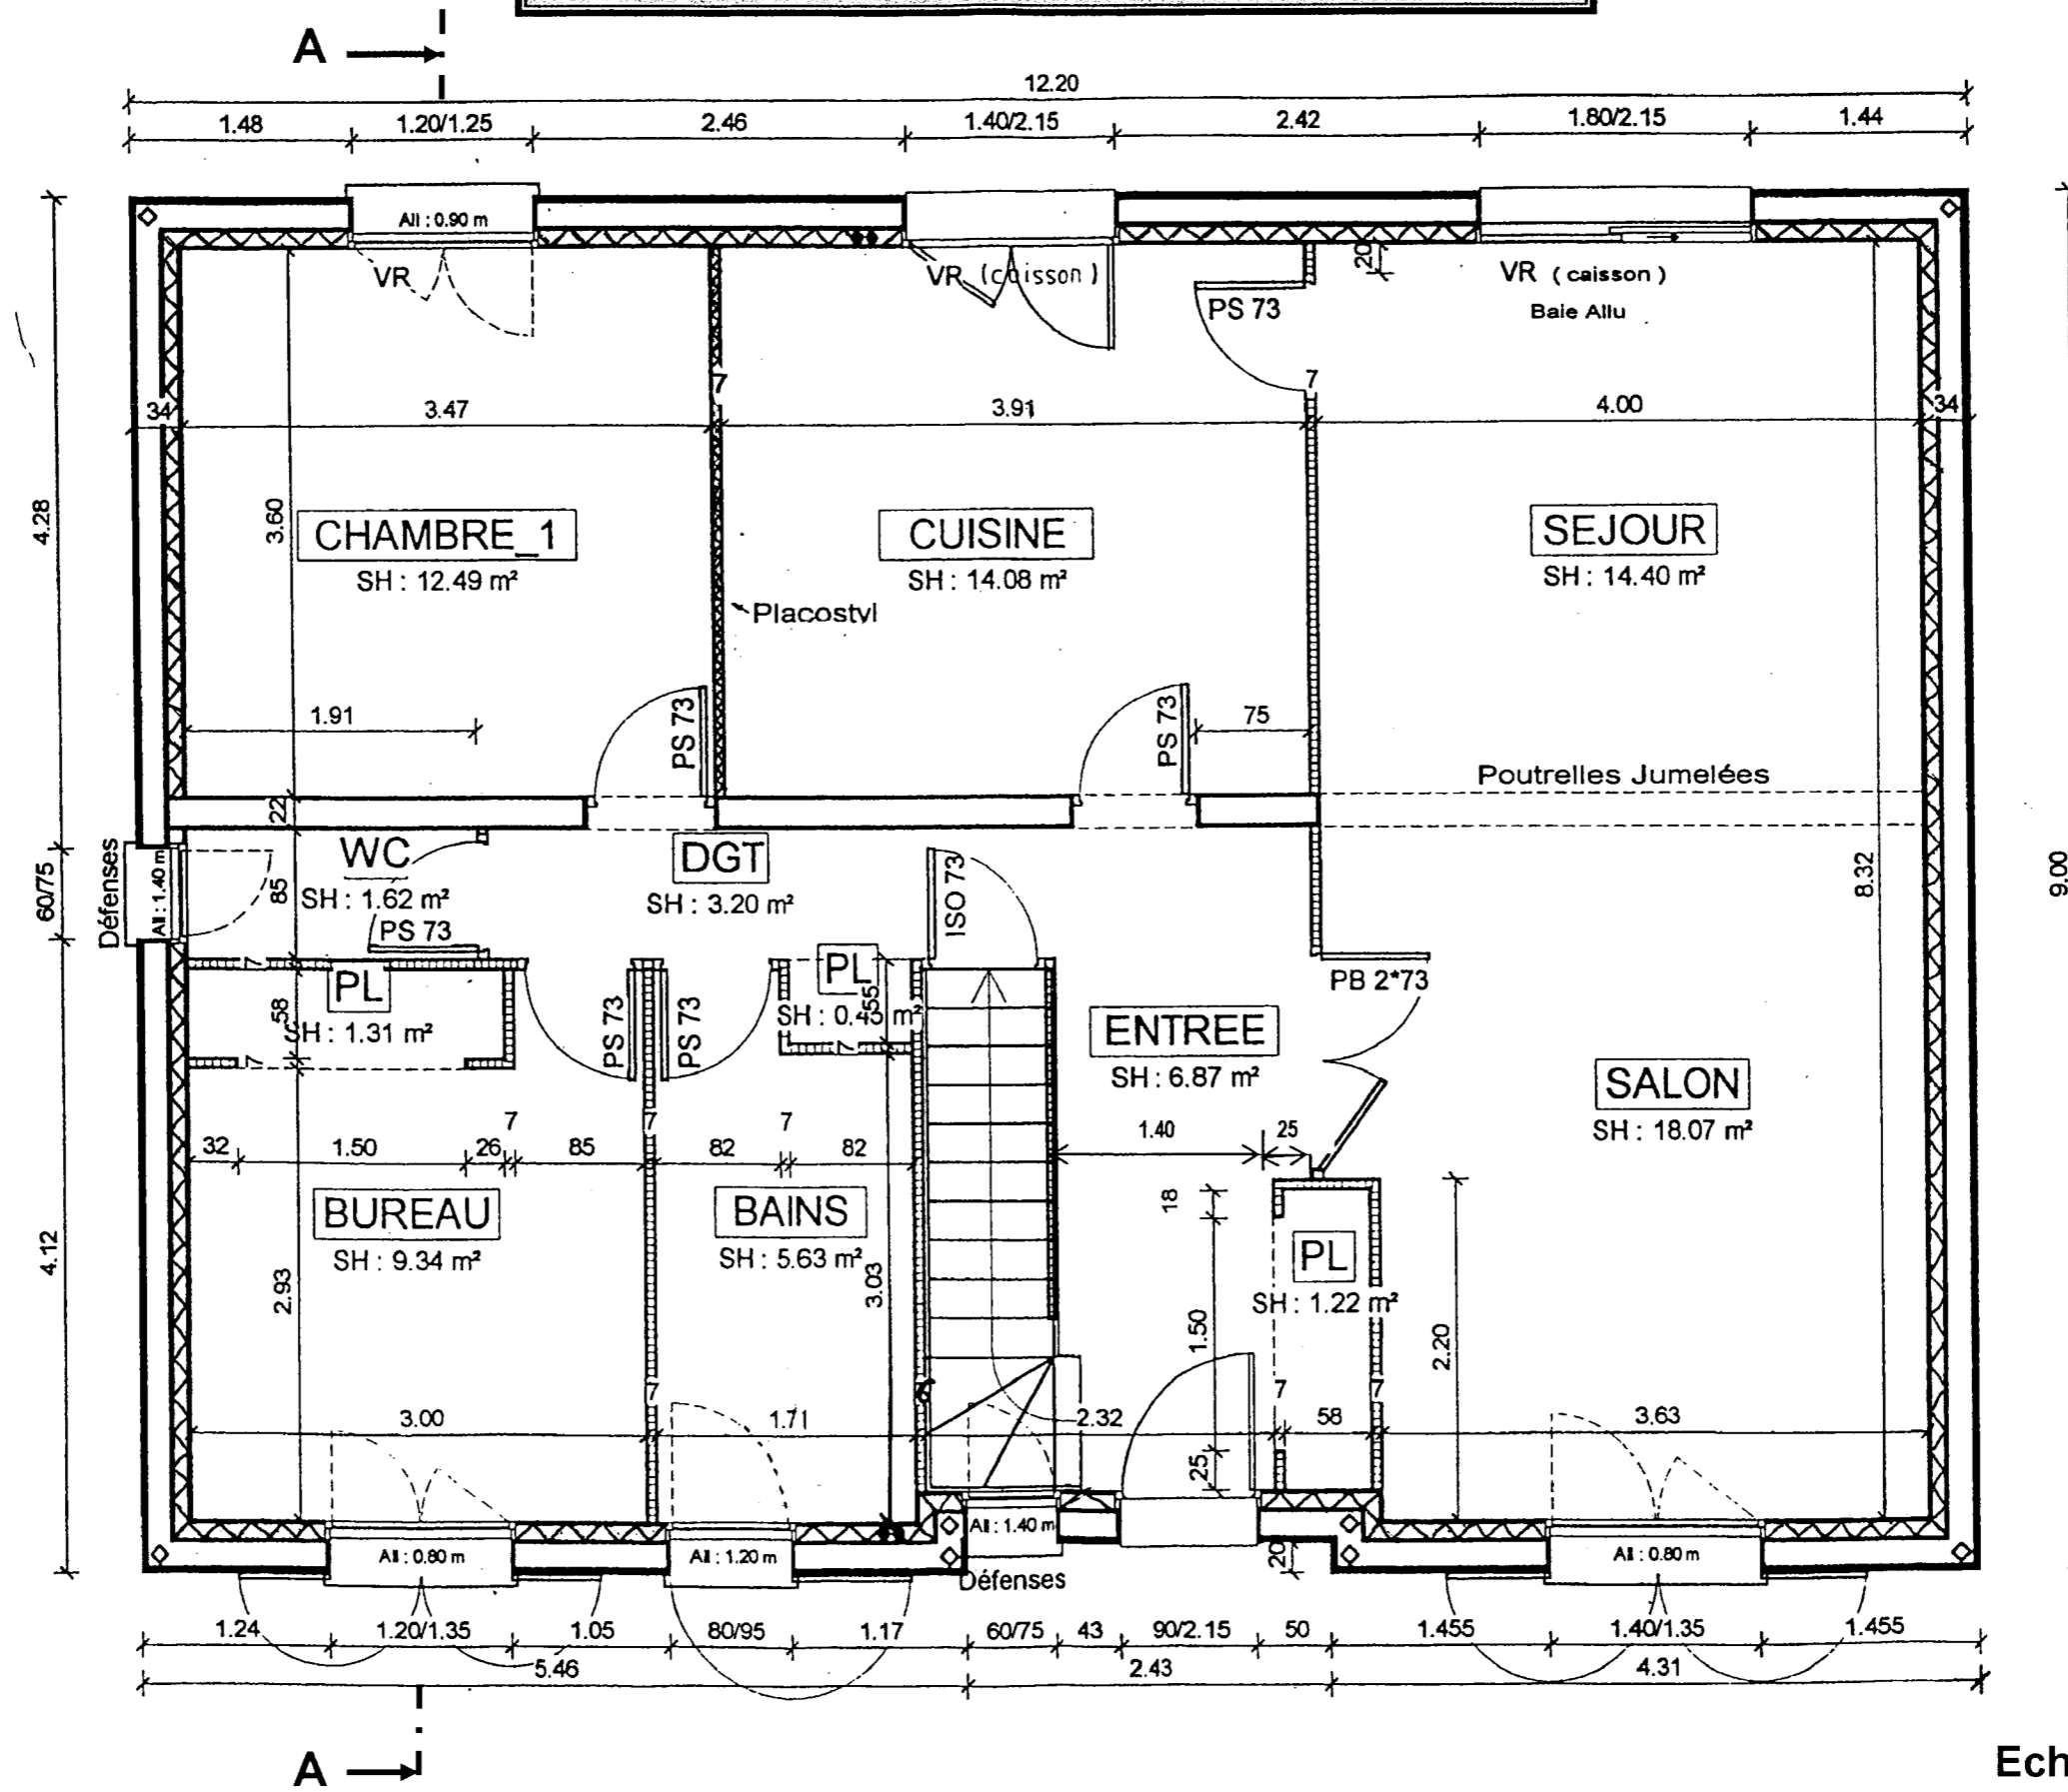 A
12.20
1.48 1.20/1.25 2.46 1.40/2.15 2.42 1.80/2.15 1.44
All : 0.90 m
VR
VR (caisson)
20
VR (caisson)
Baie Allu
PS 73
7
7
34 3.47 3.91 4.00 34
4.28
3.60
CHAMBRE_1
SH : 12.49 m²
CUISINE
SH : 14.08 m²
SEJOUR
SH : 14.40 m²
Placostyl
1.91
PS 73
PS 73
75
Poutrelles Jumelées
22
Défenses
60/75
All : 1.40 m
WC
SH : 1.62 m²
85
PS 73
DGT
SH : 3.20 m²
ISO 73
8.32
9.00
7
PL
SH : 1.31 m²
58
7
PS 73
PS 73
PL
SH : 0.45 m²
55
7
ENTREE
SH : 6.87 m²
PB 2*73
SALON
SH : 18.07 m²
7 7 7
32 1.50 26 85 82 82
1.40 25
4.12
BUREAU
SH : 9.34 m²
BAINS
SH : 5.63 m²
18
PL
SH : 1.22 m²
2.93
3.03
1.50
2.20
7 7 7
3.00 1.71 2.32 58 3.63
25
All : 0.80 m
All : 1.20 m
All : 1.40 m
20
All : 0.80 m
Défenses
1.24 1.20/1.35 1.05 80/95 1.17 60/75 43 90/2.15 50 1.455 1.40/1.35 1.455
5.46 2.43 4.31
A
Ech